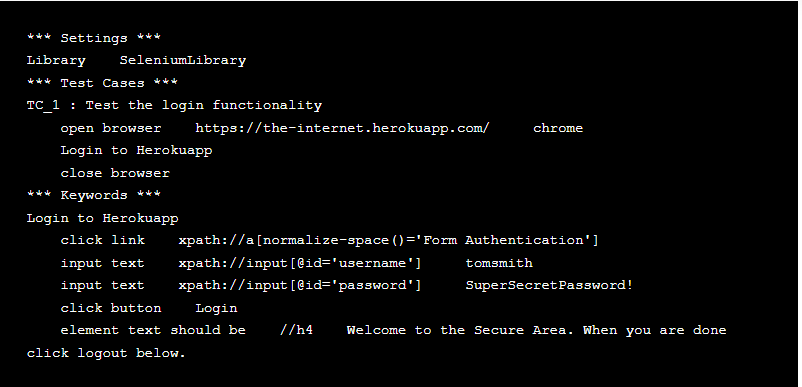 *** Settings ***
Library    SeleniumLibrary
*** Test Cases ***
TC_1 : Test the login functionality
    open browser    https://the-internet.herokuapp.com/     chrome
    Login to Herokuapp
    close browser
*** Keywords ***
Login to Herokuapp
    click link    xpath://a[normalize-space()='Form Authentication']
    input text    xpath://input[@id='username']     tomsmith
    input text    xpath://input[@id='password']     SuperSecretPassword!
    click button    Login
    element text should be    //h4    Welcome to the Secure Area. When you are done
click logout below.